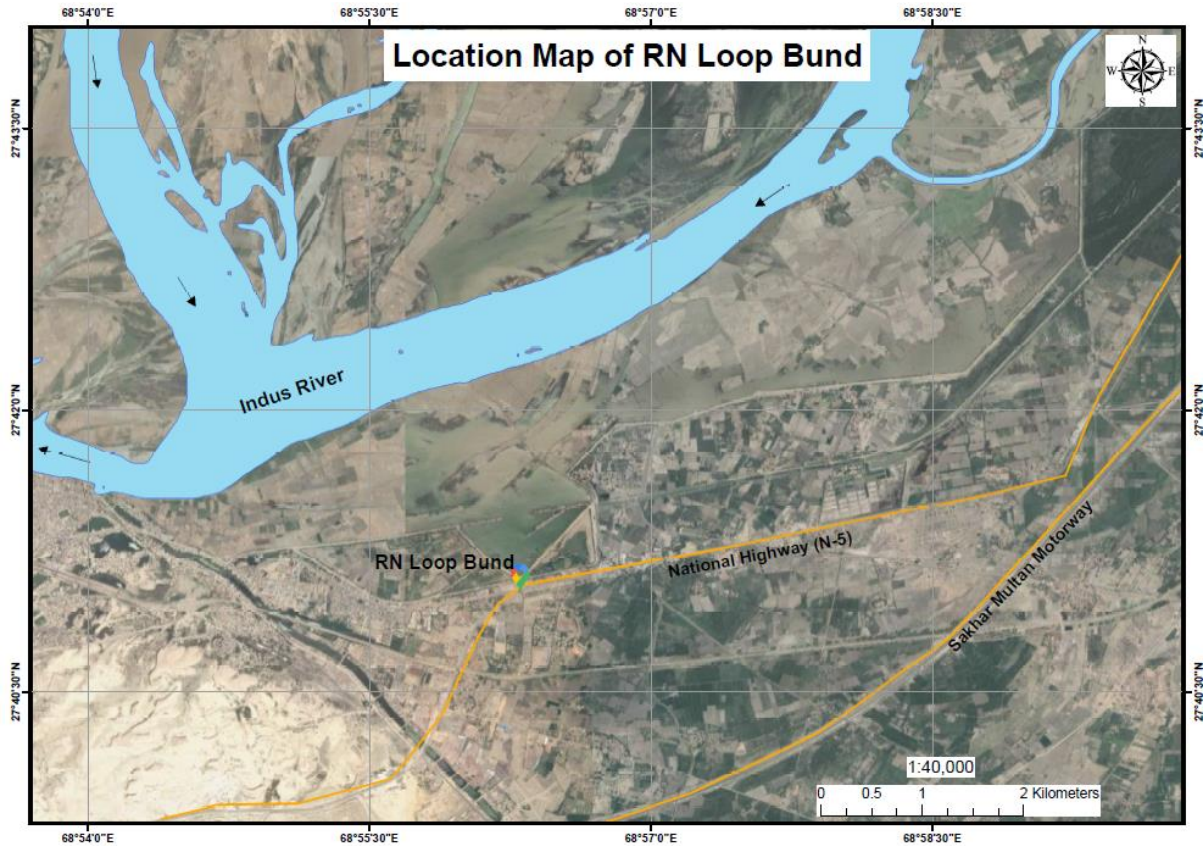 68°54'0"E 68°55'30"E 68°57'0"E 68°58'30"E
Location Map of RN Loop Bund
N
W E
S
27°43'30"N 27°43'30"N
Indus River
27°42'0"N 27°42'0"N
RN Loop Bund
National Highway (N-5)
Sakhar Multan Motorway
27°40'30"N 27°40'30"N
1:40,000
0 0.5 1 2 Kilometers
68°54'0"E 68°55'30"E 68°57'0"E 68°58'30"E